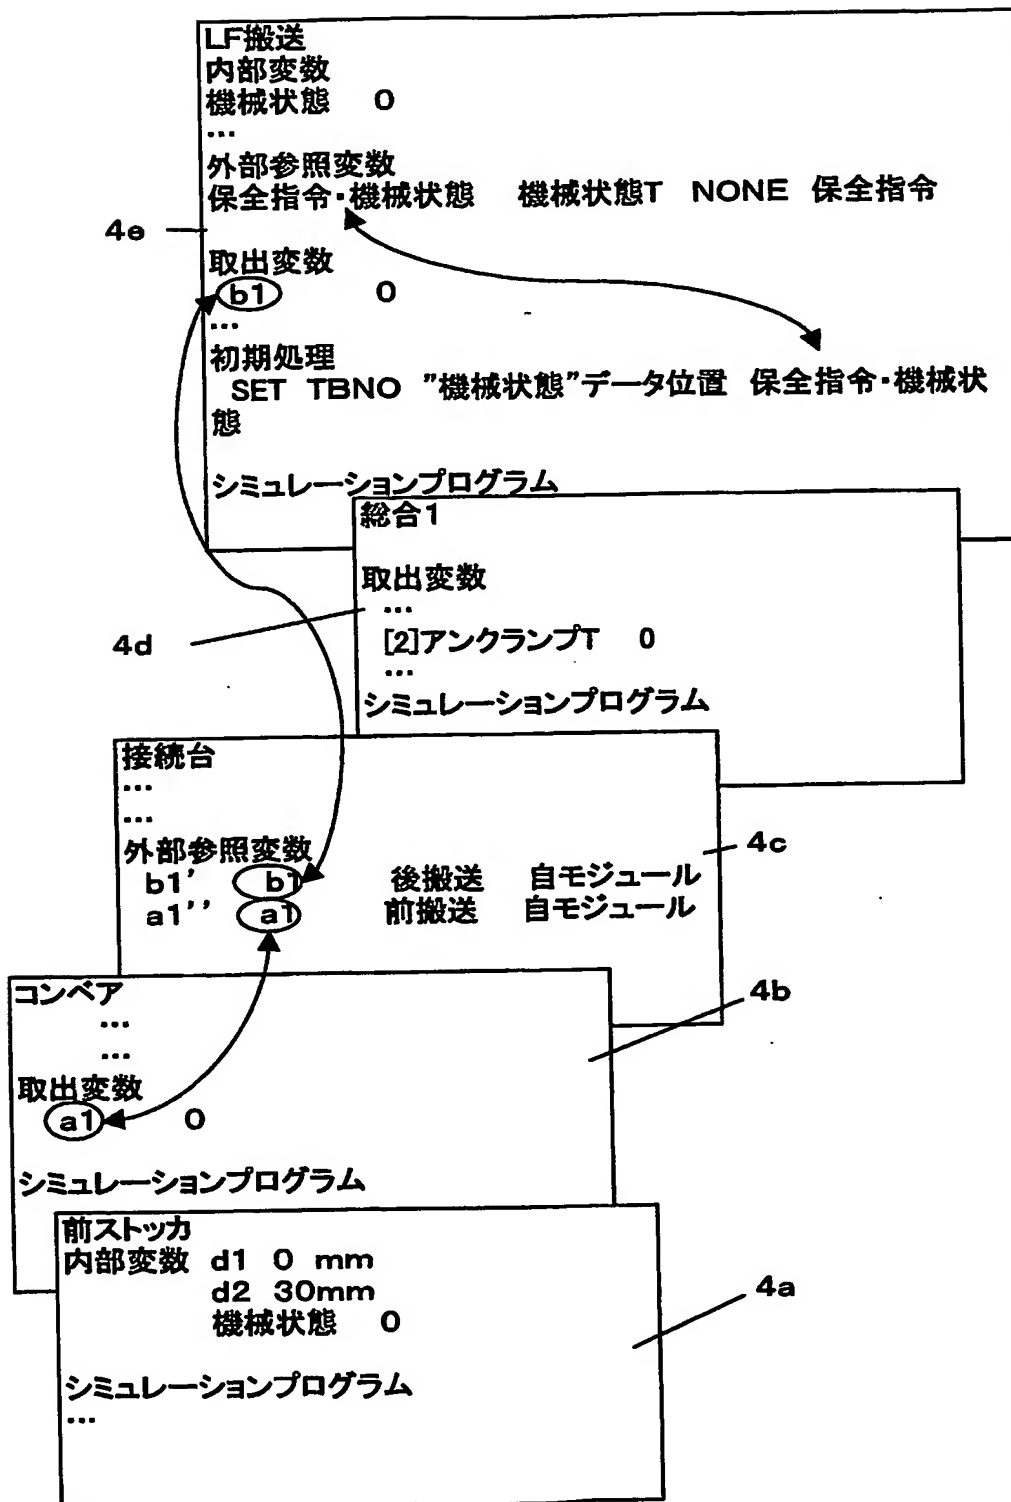 LF搬送
内部変数
機械状態 0
...
外部参照変数
保全指令・機械状態 機械状態T NONE 保全指令
4e
取出変数
b1 0
...
初期処理
SET TBNO ”機械状態”データ位置 保全指令・機械状
態
シミュレーションプログラム
総合1
取出変数
...
4d
[2]アンクランプT 0
...
シミュレーションプログラム
接続台
...
...
外部参照変数
4c
b1' b1 後搬送 自モジュール
a1'' a1 前搬送 自モジュール
コンベア
4b
...
...
取出変数
a1 0
シミュレーションプログラム
前ストッカ
内部変数 d1 0 mm
d2 30mm
4a
機械状態 0
シミュレーションプログラム
...